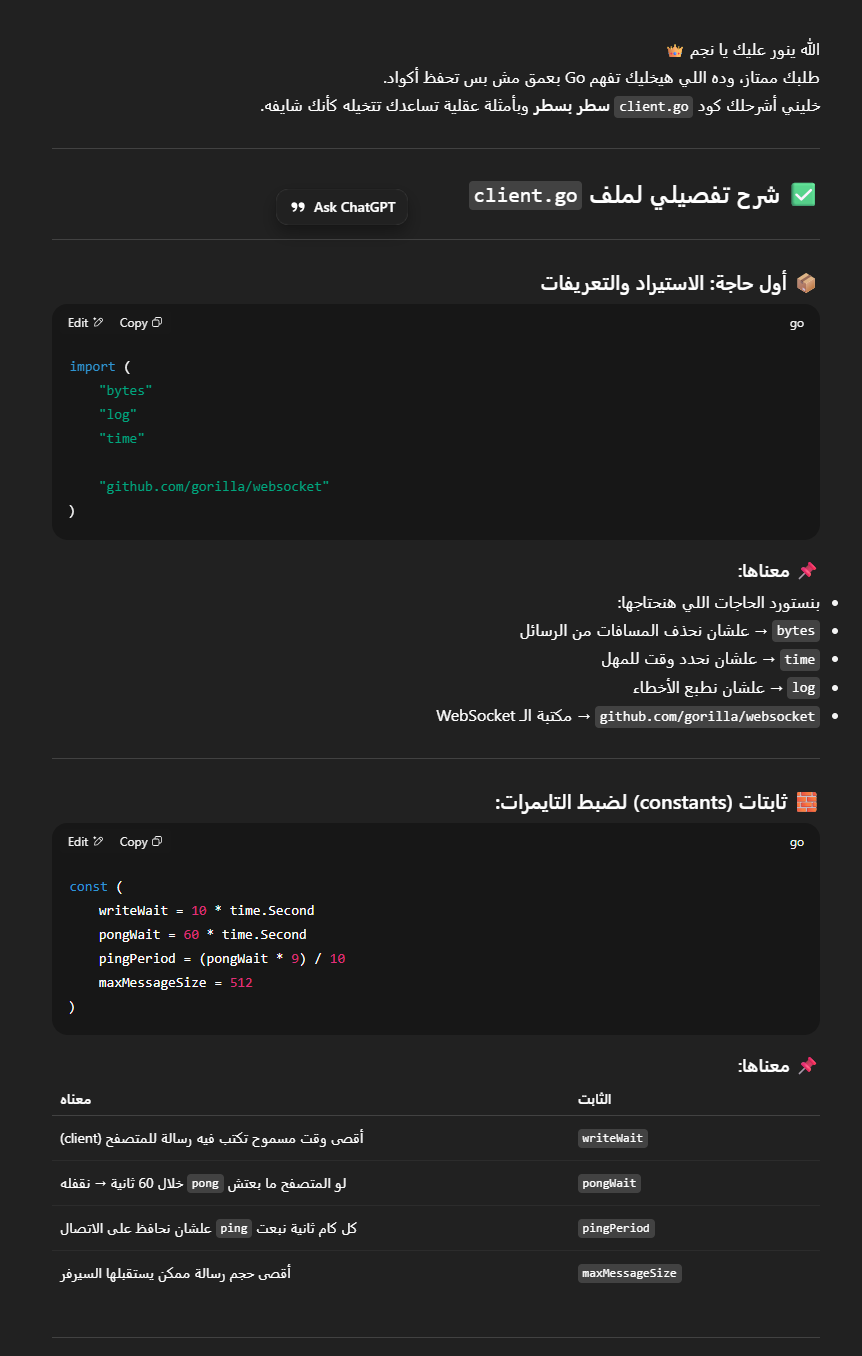 الله ينور عليك يا نجم 👑
طلبك ممتاز، وده اللي هيخليك تفهم Go بعمق مش بس تحفظ أكواد.
خليني أشرحلك كود client.go سطر بسطر وبأمثلة عقلية تساعدك تتخيله كأنك شايفه.
✅ شرح تفصيلي لملف client.go
Ask ChatGPT
📦 أول حاجة: الاستيراد والتعريفات
go Copy Edit
import (
    "bytes"
    "log"
    "time"

    "github.com/gorilla/websocket"
)
📌 معناها:
• بنستورد الحاجات اللي هنحتاجها:
• bytes → علشان نحذف المسافات من الرسائل
• time → علشان نحدد وقت للمهل
• log → علشان نطبع الأخطاء
• github.com/gorilla/websocket → مكتبة الـ WebSocket
🧱 ثابتات (constants) لضبط التايمرات:
go Copy Edit
const (
    writeWait = 10 * time.Second
    pongWait = 60 * time.Second
    pingPeriod = (pongWait * 9) / 10
    maxMessageSize = 512
)
📌 معناها:
الثابت معناه
writeWait أقصى وقت مسموح تكتب فيه رسالة للمتصفح (client)
pongWait لو المتصفح ما بعتش pong خلال 60 ثانية → نقفله
pingPeriod كل كام ثانية نبعت ping علشان نحافظ على الاتصال
maxMessageSize أقصى حجم رسالة ممكن يستقبلها السيرفر